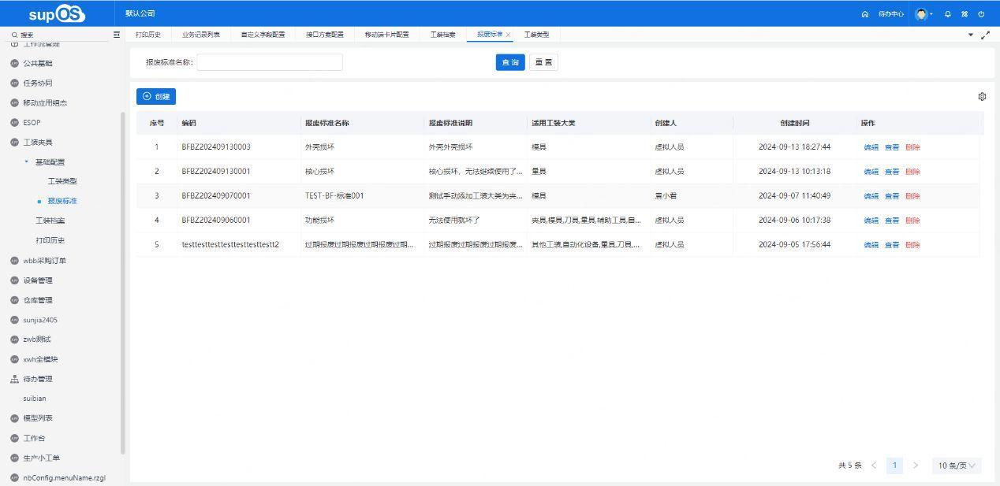 supOS
默认公司
待办中心
搜索
打印历史
业务记录列表
自定义字段配置
接口方案配置
移动端卡片配置
工装档案
报废标准
工装类型
工作流管理
公共基础
任务协同
移动应用组态
ESOP
工装夹具
基础配置
工装类型
报废标准
工装档案
打印历史
wbb采购订单
设备管理
仓库管理
sunjia2405
zwb测试
xwh全模块
待办管理
suibian
模型列表
工作台
生产小工单
nbConfig.menuName.rzgl
报废标准名称:
查 询
重 置
创建
序号 编码 报废标准名称 报废标准说明 适用工装大类 创建人 创建时间 操作
1 BFBZ202409130003 外壳损坏 外壳外壳损坏 模具 虚拟人员 2024-09-13 18:27:44 编辑 查看 删除
2 BFBZ202409130001 核心损坏 核心损坏，无法继续使用了... 量具 虚拟人员 2024-09-13 10:13:18 编辑 查看 删除
3 BFBZ202409070001 TEST-BF-标准001 测试手动添加工装大类为夹... 模具 袁小君 2024-09-07 11:40:49 编辑 查看 删除
4 BFBZ202409060001 功能损坏 无法使用就坏了 夹具,模具,刀具,量具,辅助工具,自... 虚拟人员 2024-09-06 10:17:38 编辑 查看 删除
5 testtesttesttesttesttesttestt2 过期报废过期报废过期报废过期... 过期报废过期报废过期报废... 其他工装,自动化设备,量具,刀具,... 虚拟人员 2024-09-05 17:56:44 编辑 查看 删除
共 5 条 < 1 > 10 条/页